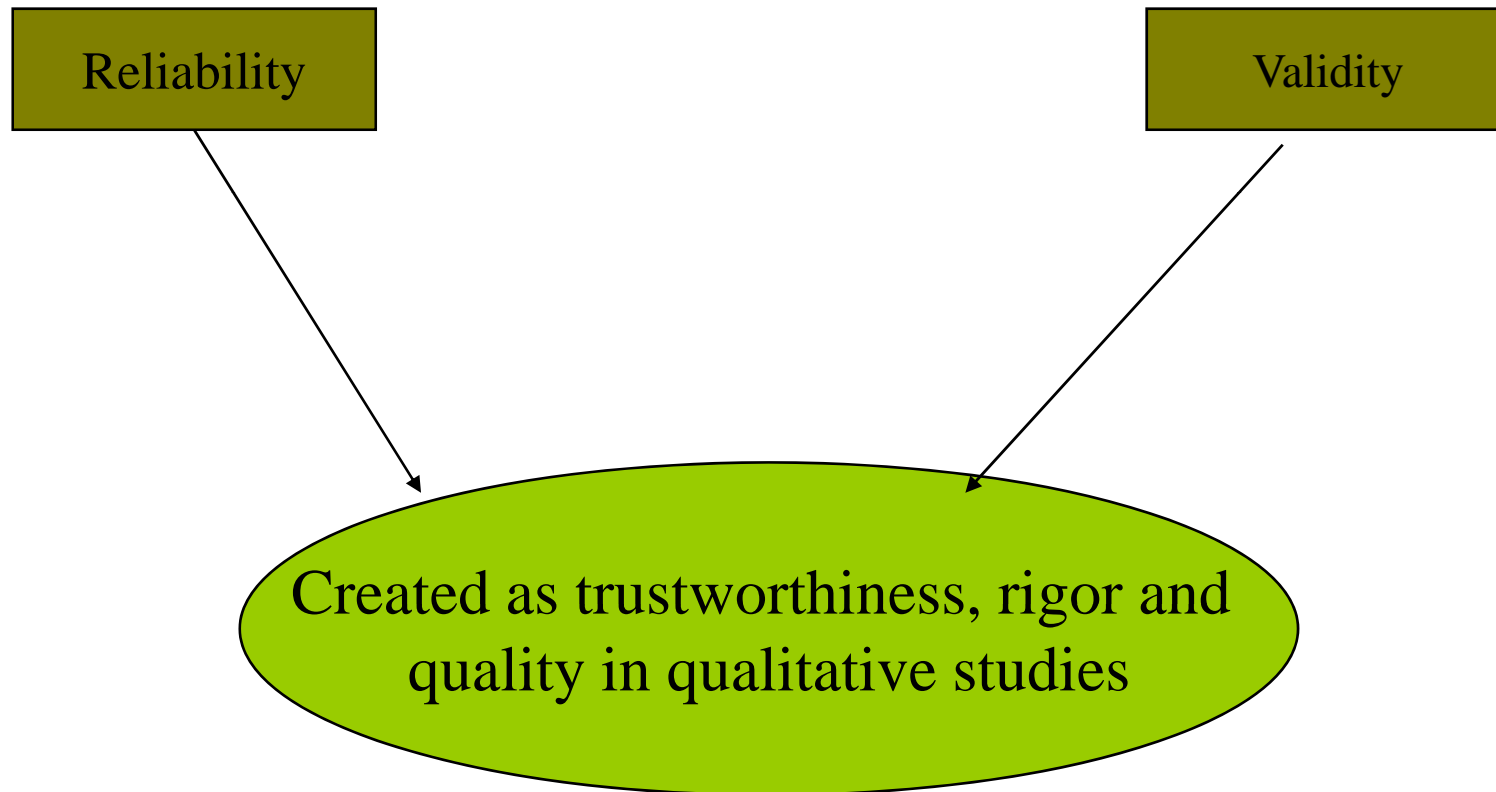 Reliability
Validity
Created as trustworthiness, rigor and
quality in qualitative studies